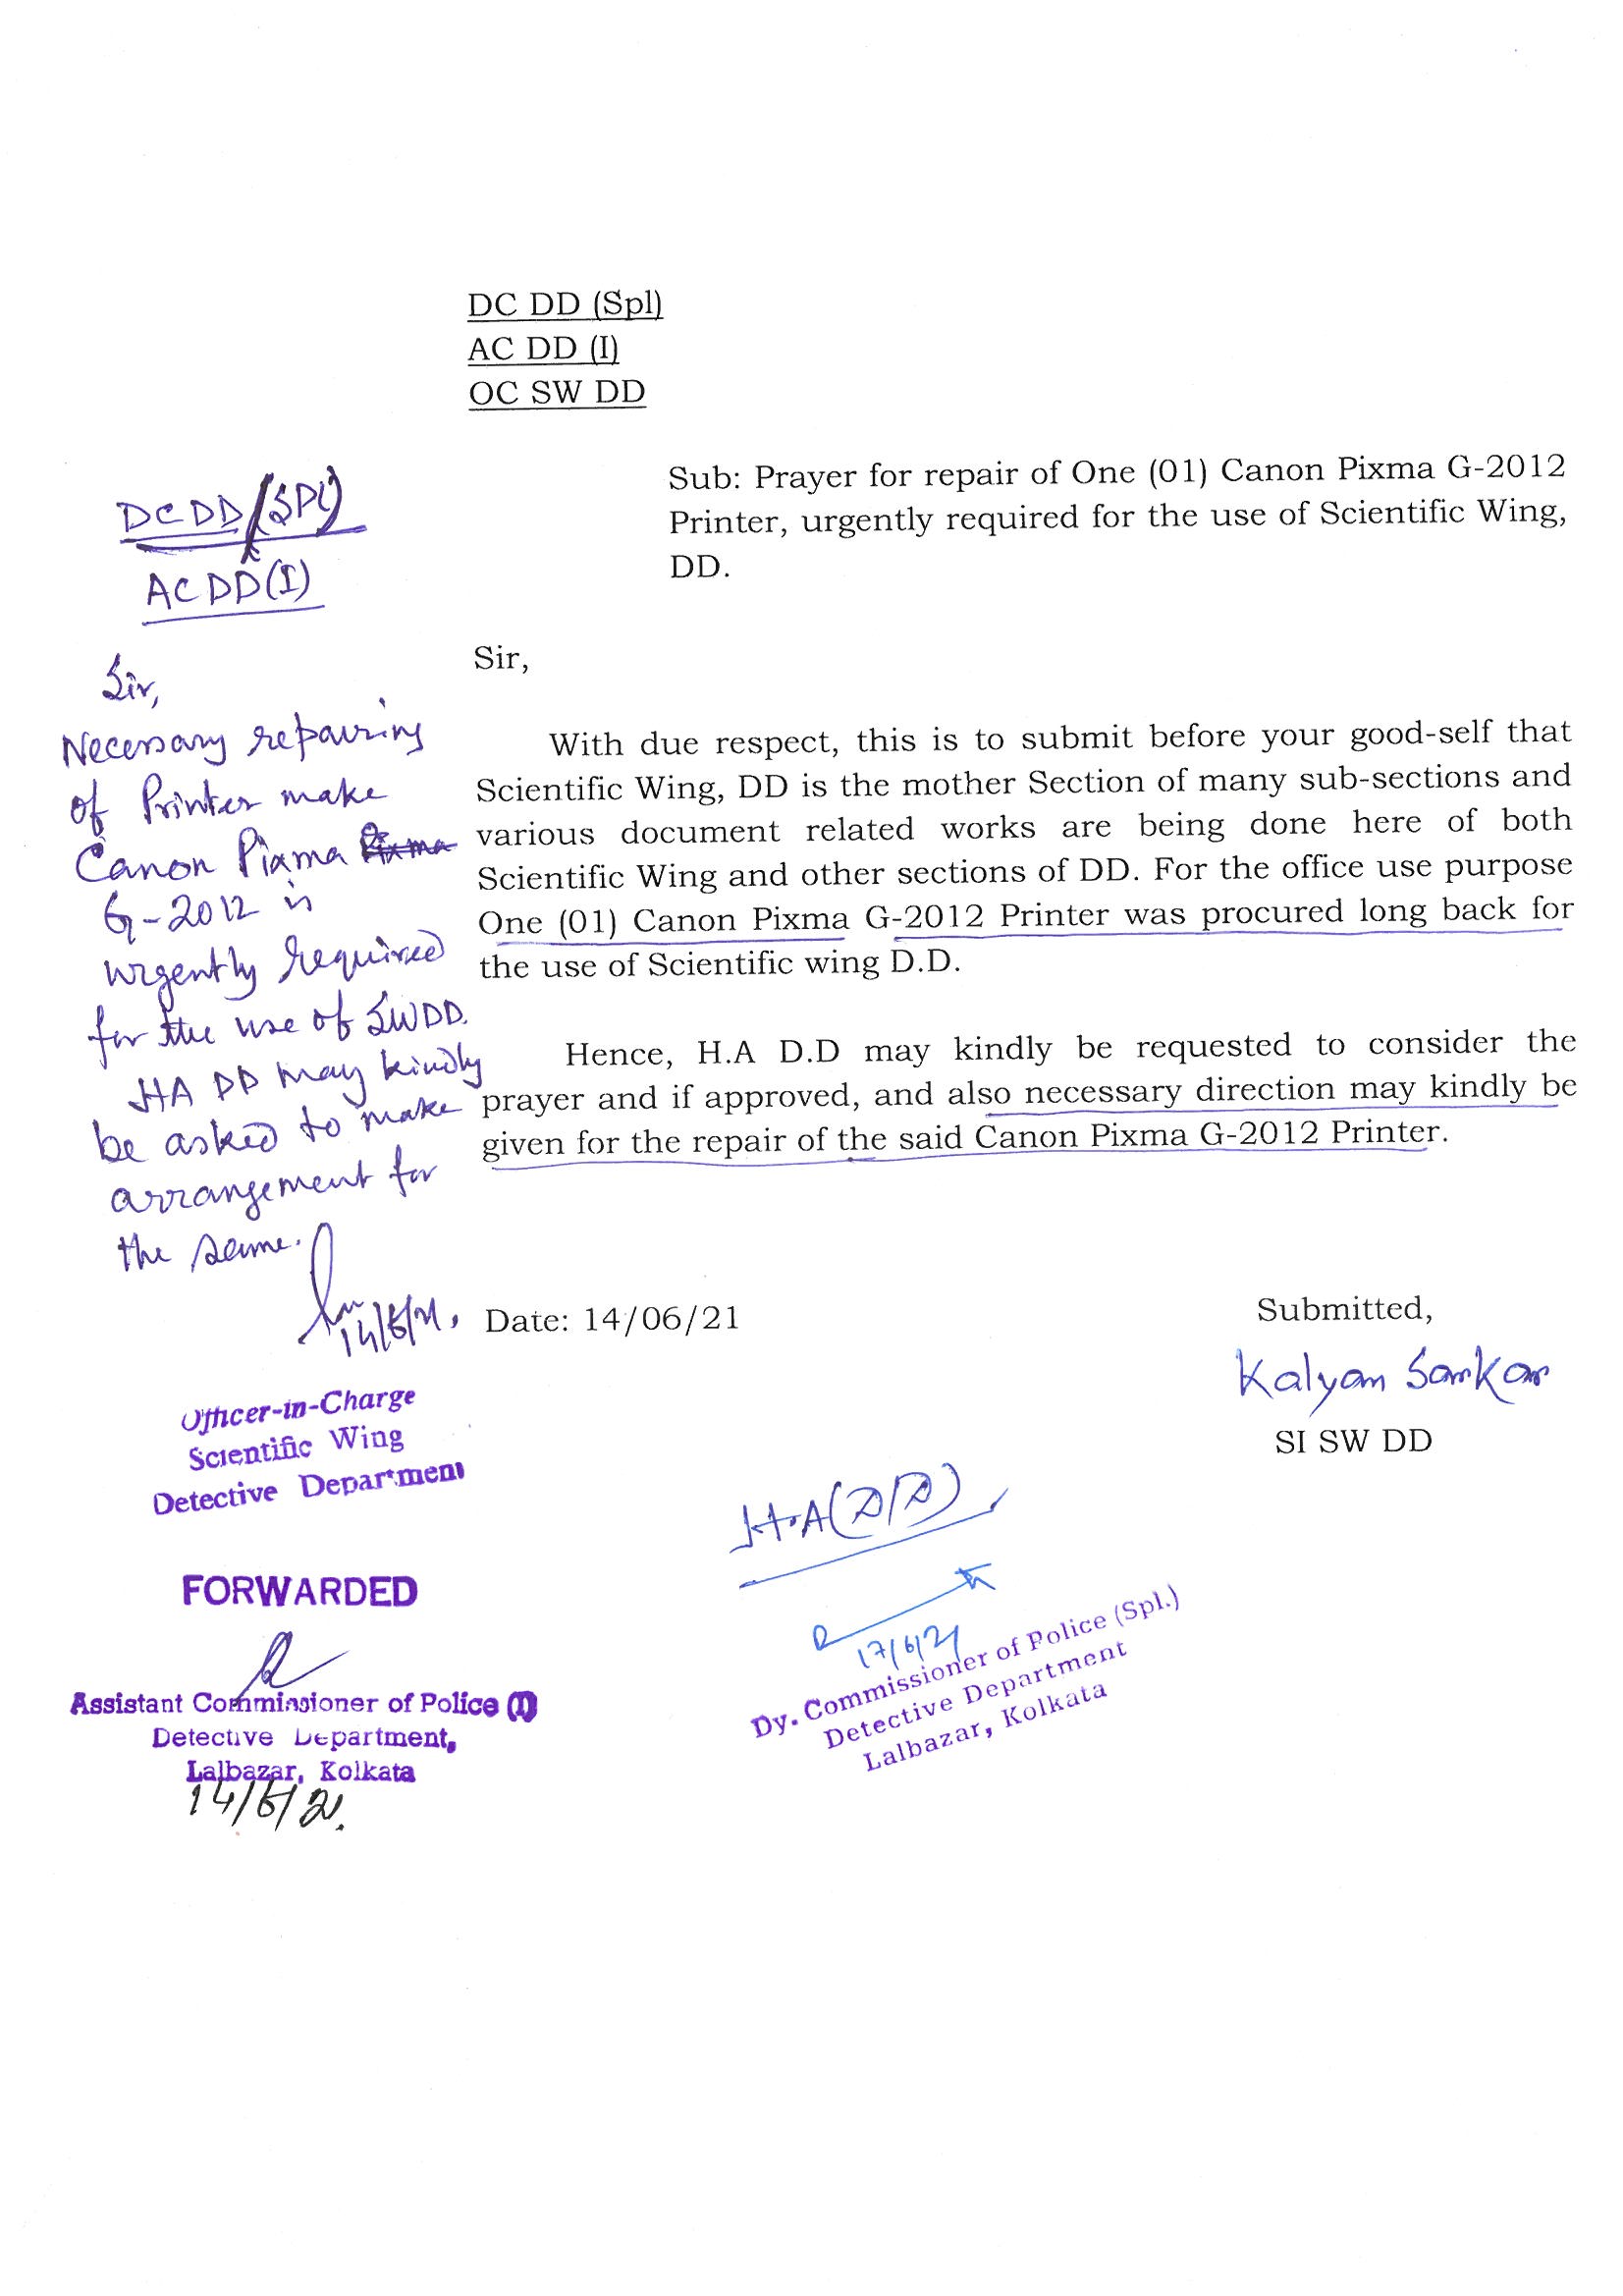 DC DD (Spl)
AC DD (I)
OC SW DD
Sub: Prayer for repair of One (01) Canon Pixma G-2012
Printer, urgently required for the use of Scientific Wing,
DD.
DCDD(SPL)
ACDD(I)
Sir,
Necessary repairing
of Printer make
Canon Pixma Pixma
G-2012 is
urgently required
for the use of SWDD.
HA DD may kindly
be asked to make
arrangement for
the same.
14/6/21.
Officer-in-Charge
Scientific Wing
Detective Department
FORWARDED
Assistant Commissioner of Police (I)
Detective Department,
Lalbazar, Kolkata
14/6/21.
Sir,
With due respect, this is to submit before your good-self that
Scientific Wing, DD is the mother Section of many sub-sections and
various document related works are being done here of both
Scientific Wing and other sections of DD. For the office use purpose
One (01) Canon Pixma G-2012 Printer was procured long back for
the use of Scientific wing D.D.
Hence, H.A D.D may kindly be requested to consider the
prayer and if approved, and also necessary direction may kindly be
given for the repair of the said Canon Pixma G-2012 Printer.
Date: 14/06/21
Submitted,
Kalyan Sarkar
SI SW DD
H.A(D/D)
17/6/21
Dy. Commissioner of Police (Spl.)
Detective Department
Lalbazar, Kolkata